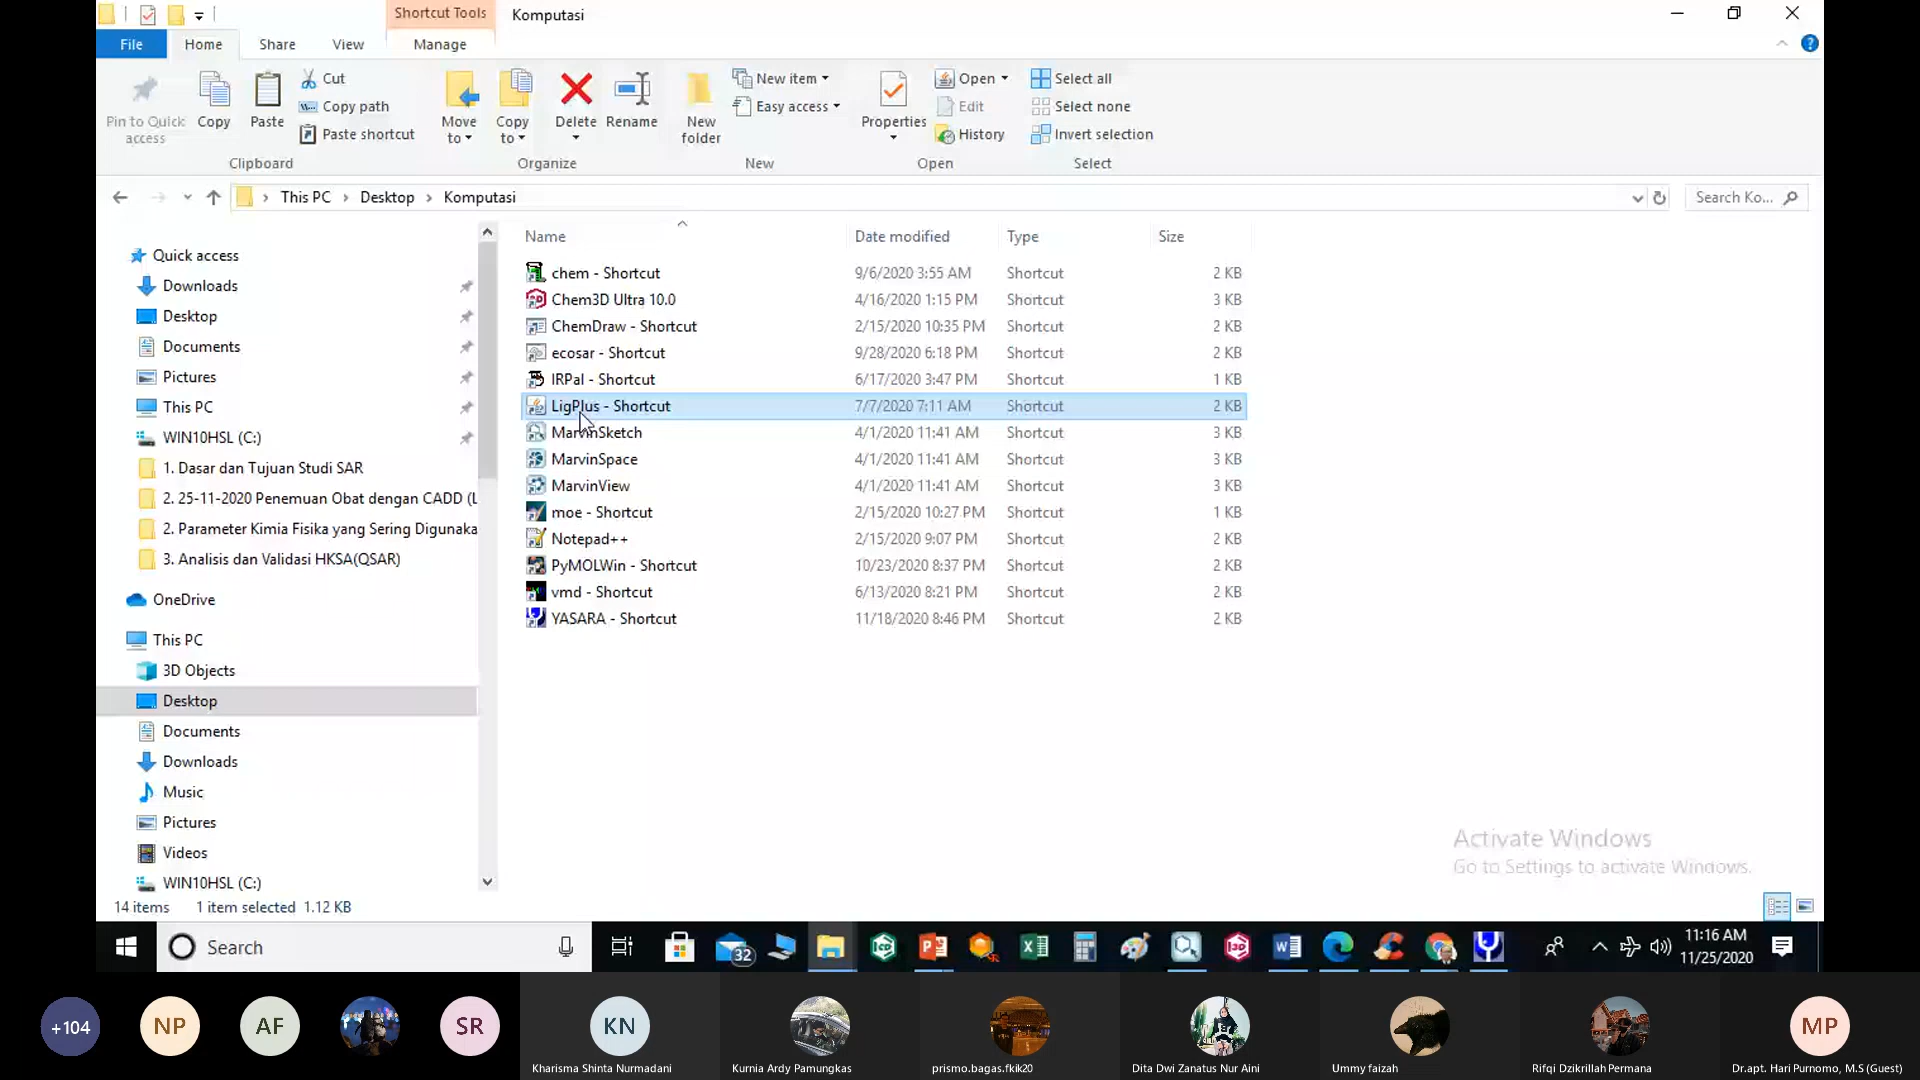 Shortcut Tools
Komputasi
File
Home
Share
View
Manage
Pin to Quick access
Copy
Paste
Cut
Copy path
Paste shortcut
Clipboard
Move to
Copy to
Delete
Rename
Organize
New folder
New item
Easy access
New
Properties
Open
Edit
History
Open
Select all
Select none
Invert selection
Select
This PC > Desktop > Komputasi
Search Ko...
Quick access
Downloads
Desktop
Documents
Pictures
This PC
WIN10HSL (C:)
1. Dasar dan Tujuan Studi SAR
2. 25-11-2020 Penemuan Obat dengan CADD (L
2. Parameter Kimia Fisika yang Sering Digunaka
3. Analisis dan Validasi HKSA(QSAR)
OneDrive
This PC
3D Objects
Desktop
Documents
Downloads
Music
Pictures
Videos
WIN10HSL (C:)
Name Date modified Type Size
chem - Shortcut 9/6/2020 3:55 AM Shortcut 2 KB
Chem3D Ultra 10.0 4/16/2020 1:15 PM Shortcut 3 KB
ChemDraw - Shortcut 2/15/2020 10:35 PM Shortcut 2 KB
ecosar - Shortcut 9/28/2020 6:18 PM Shortcut 2 KB
IRPal - Shortcut 6/17/2020 3:47 PM Shortcut 1 KB
LigPlus - Shortcut 7/7/2020 7:11 AM Shortcut 2 KB
MarvinSketch 4/1/2020 11:41 AM Shortcut 3 KB
MarvinSpace 4/1/2020 11:41 AM Shortcut 3 KB
MarvinView 4/1/2020 11:41 AM Shortcut 3 KB
moe - Shortcut 2/15/2020 10:27 PM Shortcut 1 KB
Notepad++ 2/15/2020 9:07 PM Shortcut 2 KB
PyMOLWin - Shortcut 10/23/2020 8:37 PM Shortcut 2 KB
vmd - Shortcut 6/13/2020 8:21 PM Shortcut 2 KB
YASARA - Shortcut 11/18/2020 8:46 PM Shortcut 2 KB
Activate Windows
Go to Settings to activate Windows.
14 items 1 item selected 1.12 KB
Search
32
11:16 AM
11/25/2020
+104
NP
AF
SR
KN
MP
Kharisma Shinta Nurmadani
Kurnia Ardy Pamungkas
prismo.bagas.fkik20
Dita Dwi Zanatus Nur Aini
Ummy faizah
Rifqi Dzikrillah Permana
Dr.apt. Hari Purnomo, M.S (Guest)